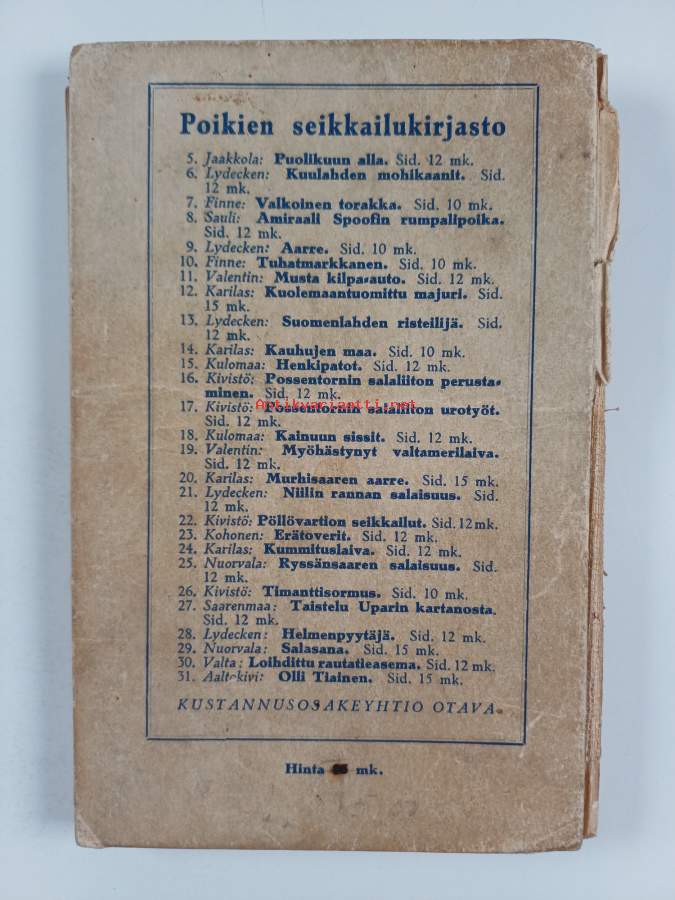 Poikien seikkailukirjasto
5. Jaakkola: Puolikuun alla. Sid. 12 mk.
6. Lydecken: Kuulahden mohikaanit. Sid.
12 mk.
7. Finne: Valkoinen torakka. Sid. 10 mk.
8. Sauli: Amiraali Spoofin rumpalipoika.
Sid. 12 mk.
9. Lydecken: Aarre. Sid. 10 mk.
10. Finne: Tuhatmarkkanen. Sid. 10 mk.
11. Valentin: Musta kilpa-auto. Sid. 12 mk.
12. Karilas: Kuolemaantuomittu majuri. Sid.
15 mk.
13. Lydecken: Suomenlahden risteilijä. Sid.
12 mk.
14. Karilas: Kauhujen maa. Sid. 10 mk.
15. Kulomaa: Henkipatot. Sid. 12 mk.
16. Kivistö: Possentornin salaliiton perusta-
minen. Sid. 12 mk.
Antikvariaatti.net
17. Kivistö: Possentornin salaliiton urotyöt.
Sid. 12 mk.
18. Kulomaa: Kainuun sissit. Sid. 12 mk.
19. Valentin: Myöhästynyt valtamerilaiva.
Sid. 12 mk.
20. Karilas: Murhisaaren aarre. Sid. 15 mk.
21. Lydecken: Niilin rannan salaisuus. Sid.
12 mk.
22. Kivistö: Pöllövartion seikkailut. Sid. 12 mk.
23. Kohonen: Erätoverit. Sid. 12 mk.
24. Karilas: Kummituslaiva. Sid. 12 mk.
25. Nuorvala: Ryssänsaaren salaisuus. Sid.
12 mk.
26. Kivistö: Timanttisormus. Sid. 10 mk.
27. Saarenmaa: Taistelu Uparin kartanosta.
Sid. 12 mk.
28. Lydecken: Helmenpyytäjä. Sid. 12 mk.
29. Nuorvala: Salasana. Sid. 15 mk.
30. Valta: Loihdittu rautatieasema. Sid. 12 mk.
31. Aaltokivi: Olli Tiainen. Sid. 15 mk.
KUSTANNUSOSAKEYHTIO OTAVA.
Hinta mk.